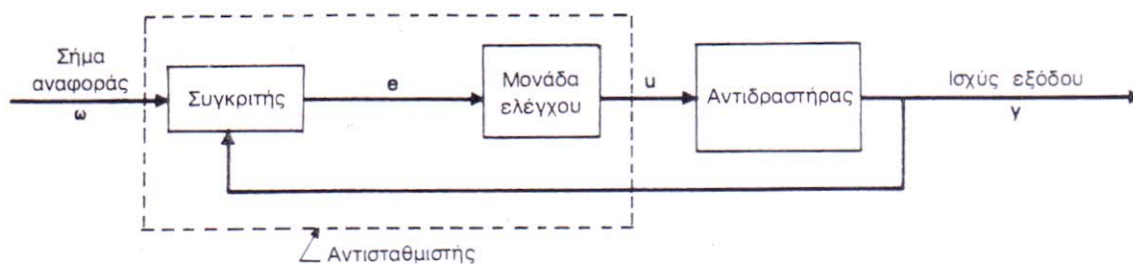 Σήμα
αναφοράς
ω
Συγκριτής
e
Μονάδα
ελέγχου
u
Αντιδραστήρας
Ισχύς εξόδου
y
Αντισταθμιστής